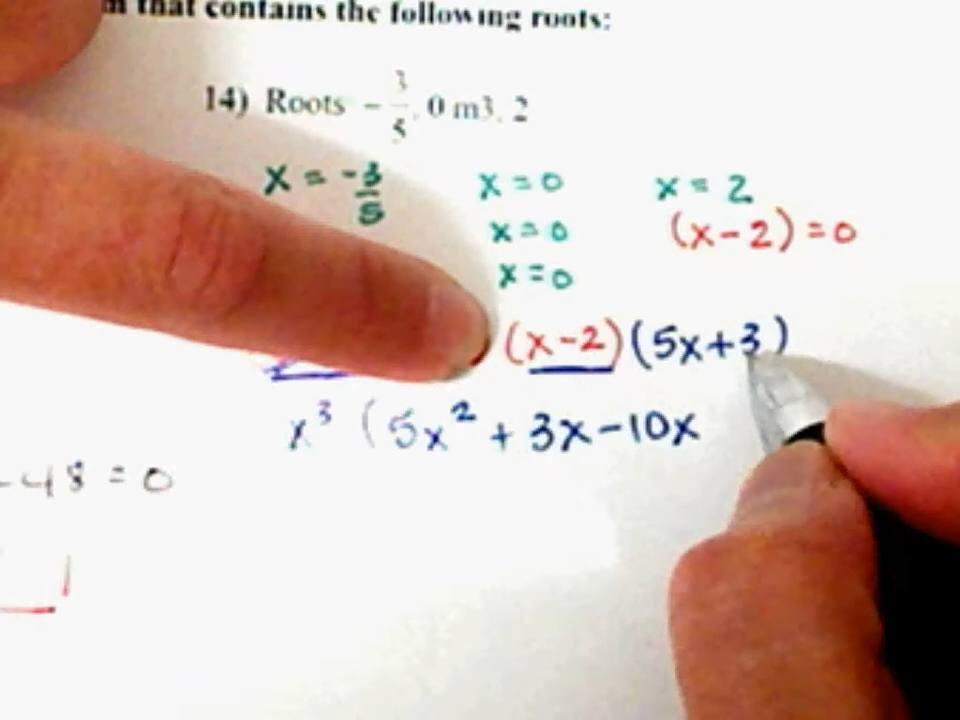 that contains the following roots:
14) Roots - 3/5, 0 m3, 2
x = -3/5 x = 0 x = 2
x = 0 (x-2) = 0
x = 0
(x-2)(5x+3)
x³ (5x² + 3x - 10x
-48 = 0